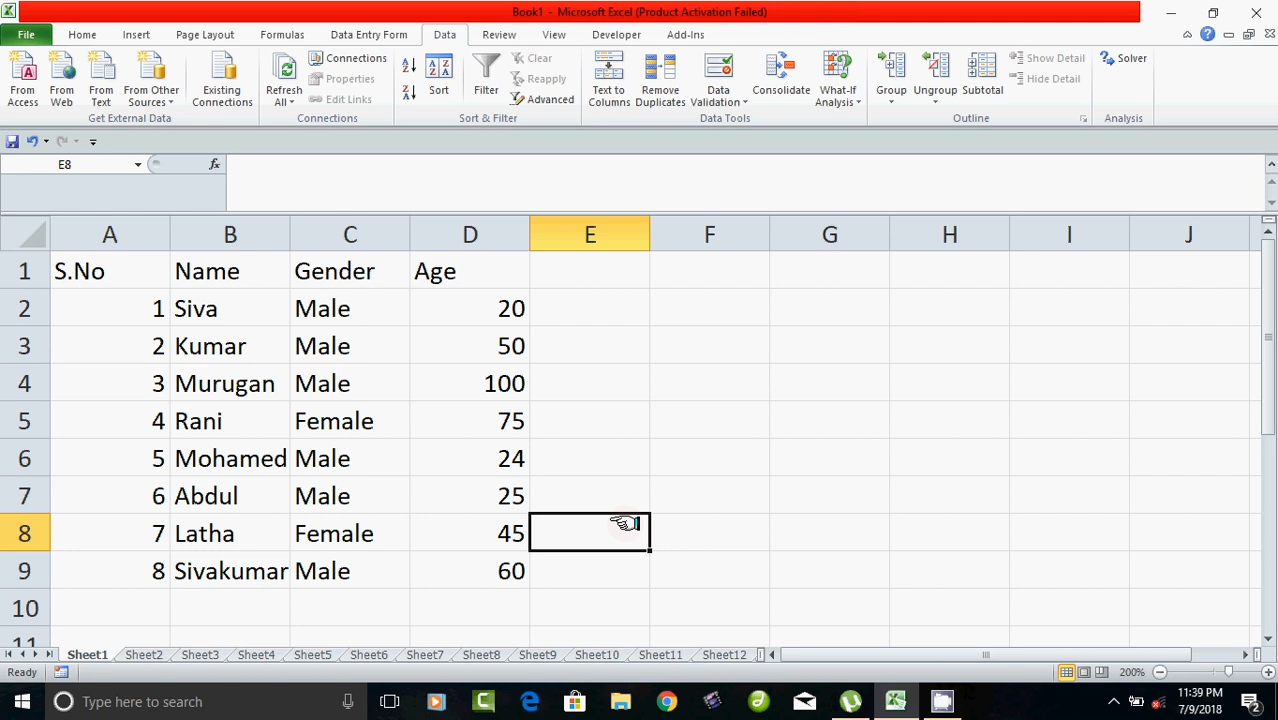 Book1 - Microsoft Excel (Product Activation Failed)
File Home Insert Page Layout Formulas Data Entry Form Data Review View Developer Add-Ins
From Access
From Web
From Text
From Other Sources
Existing Connections
Get External Data
Refresh All
Connections
Properties
Edit Links
Connections
Sort
Filter
Clear
Reapply
Advanced
Sort & Filter
Text to Columns
Remove Duplicates
Data Validation
Consolidate
What-If Analysis
Data Tools
Group
Ungroup
Subtotal
Show Detail
Hide Detail
Outline
Solver
Analysis
E8 fx
A B C D E F G H I J
1 S.No Name Gender Age
2 1 Siva Male 20
3 2 Kumar Male 50
4 3 Murugan Male 100
5 4 Rani Female 75
6 5 Mohamed Male 24
7 6 Abdul Male 25
8 7 Latha Female 45
9 8 Sivakumar Male 60
10
11
Sheet1 Sheet2 Sheet3 Sheet4 Sheet5 Sheet6 Sheet7 Sheet8 Sheet9 Sheet10 Sheet11 Sheet12
Ready 200%
Type here to search
11:39 PM
7/9/2018
2